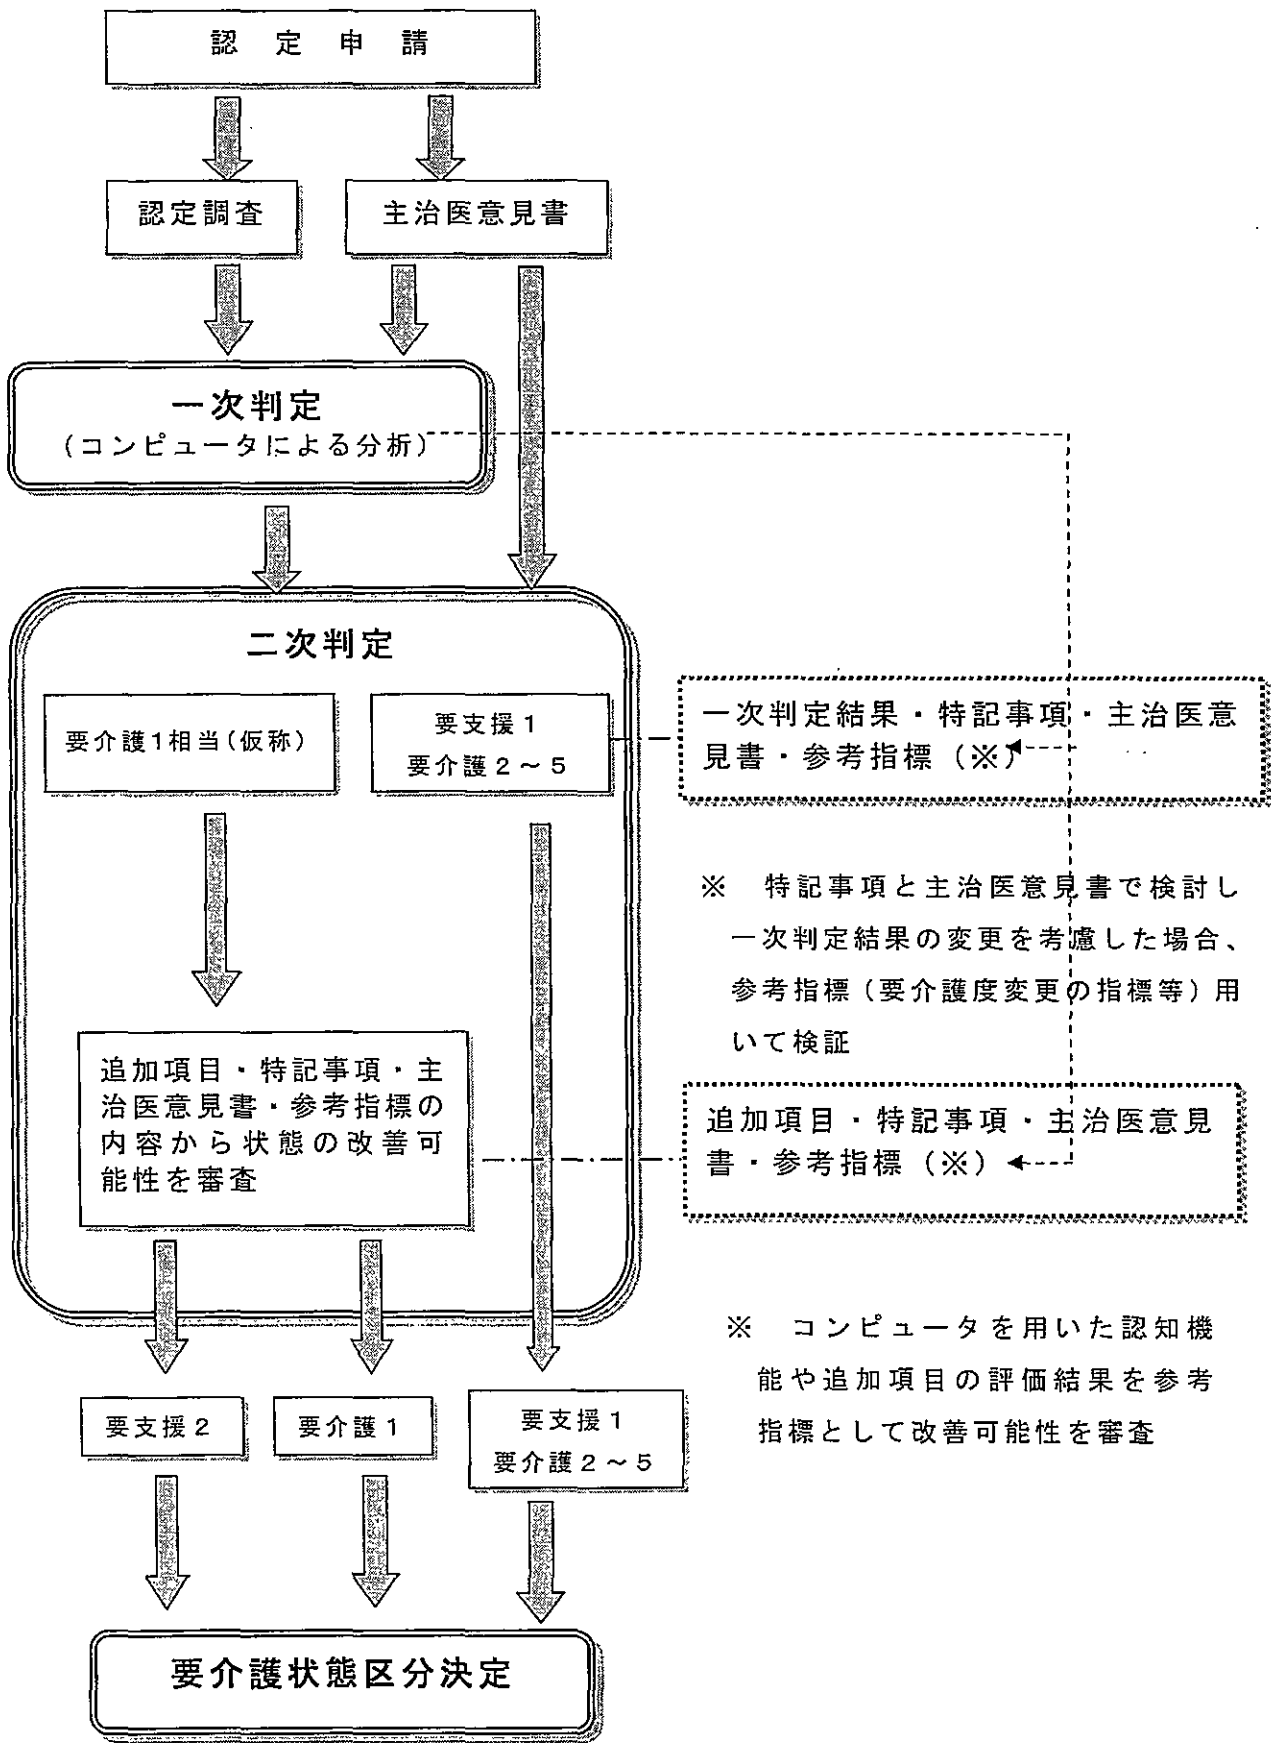 認定申請
認定調査
主治医意見書
一次判定
(コンピュータによる分析)
二次判定
要介護1相当(仮称)
要支援1
要介護2~5
一次判定結果・特記事項・主治医意
見書・参考指標(※)
※ 特記事項と主治医意見書で検討し
一次判定結果の変更を考慮した場合、
参考指標(要介護度変更の指標等)用
いて検証
追加項目・特記事項・主
治医意見書・参考指標の
内容から状態の改善可
能性を審査
追加項目・特記事項・主治医意見
書・参考指標(※)
※ コンピュータを用いた認知機
能や追加項目の評価結果を参考
指標として改善可能性を審査
要支援2
要介護1
要支援1
要介護2~5
要介護状態区分決定